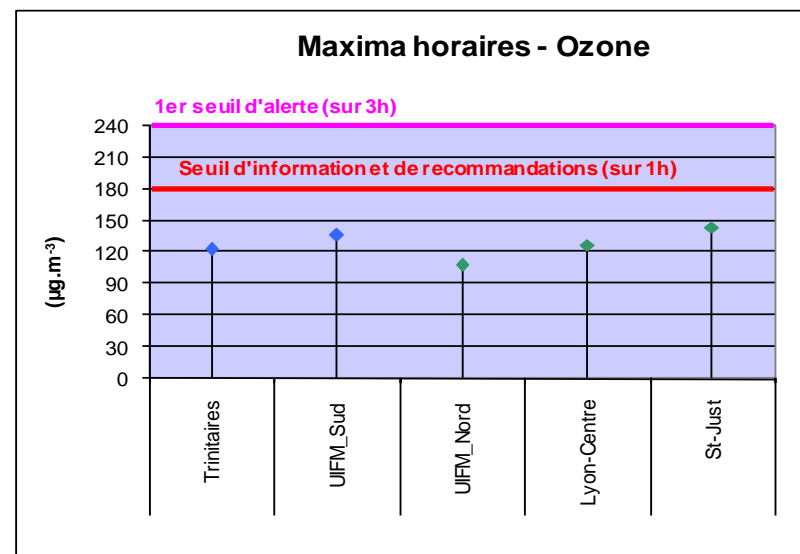 Maxima horaires - Ozone
1er seuil d'alerte (sur 3h)
Seuil d'information et de recommandations (sur 1h)
(µg.m-³)
240
210
180
150
120
90
60
30
0
Trinitaires
UIFM_Sud
UIFM_Nord
Lyon-Centre
St-Just